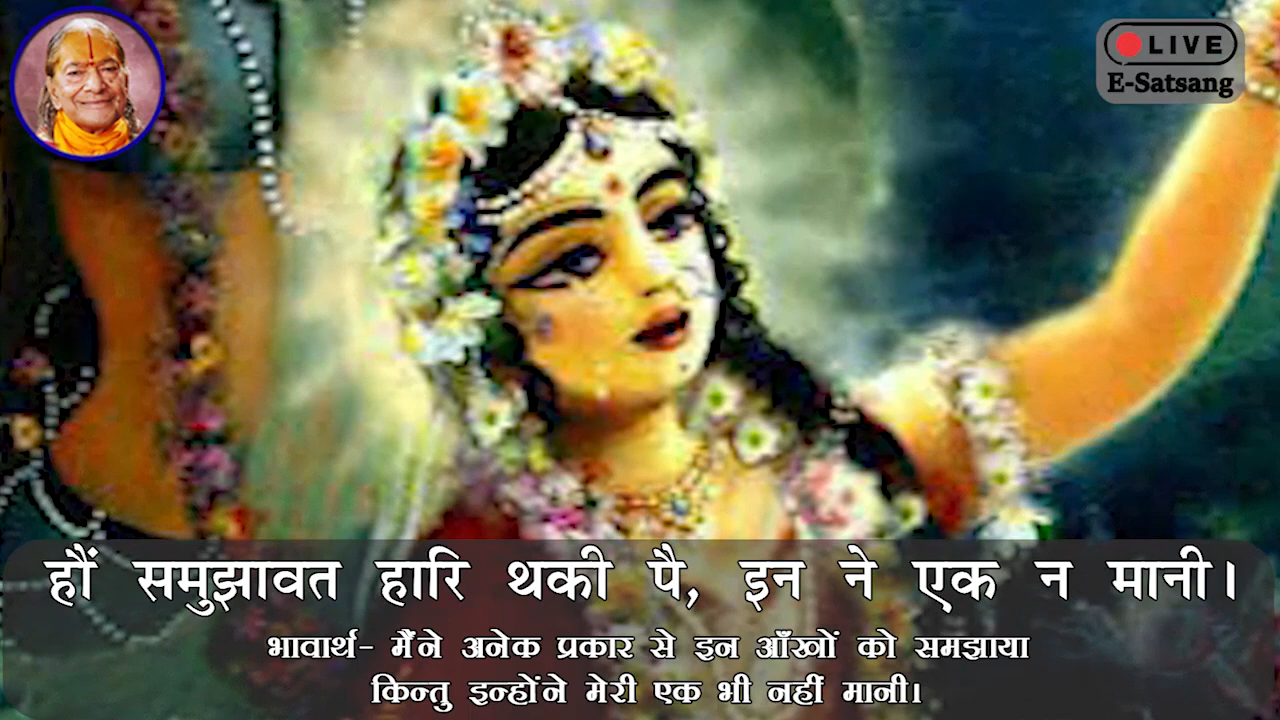 LIVE
E-Satsang
हौं समुझावत हारि थकी पै, इन ने एक न मानी।
भावार्थ- मैंने अनेक प्रकार से इन आँखों को समझाया
किन्तु इन्होंने मेरी एक भी नहीं मानी।